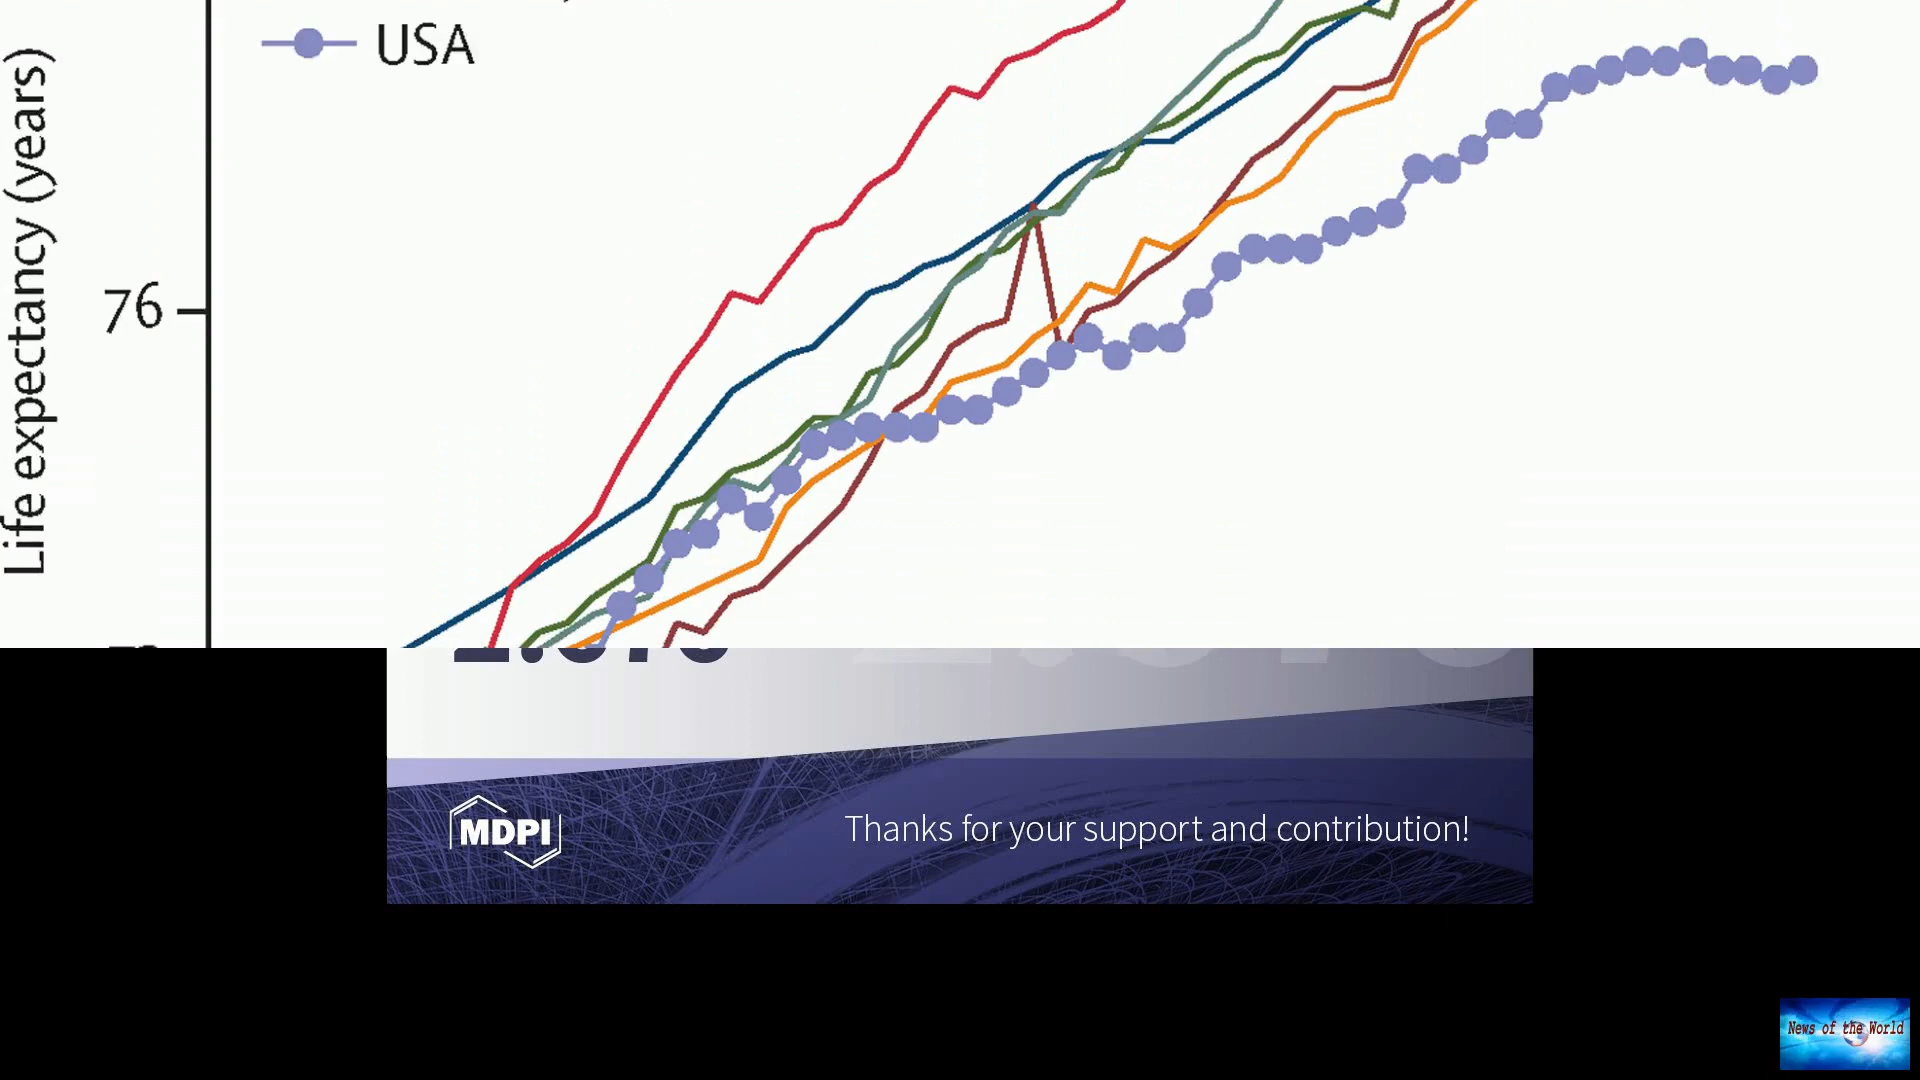 USA
Life expectancy (years)
76
MDPI
Thanks for your support and contribution!
News of the World